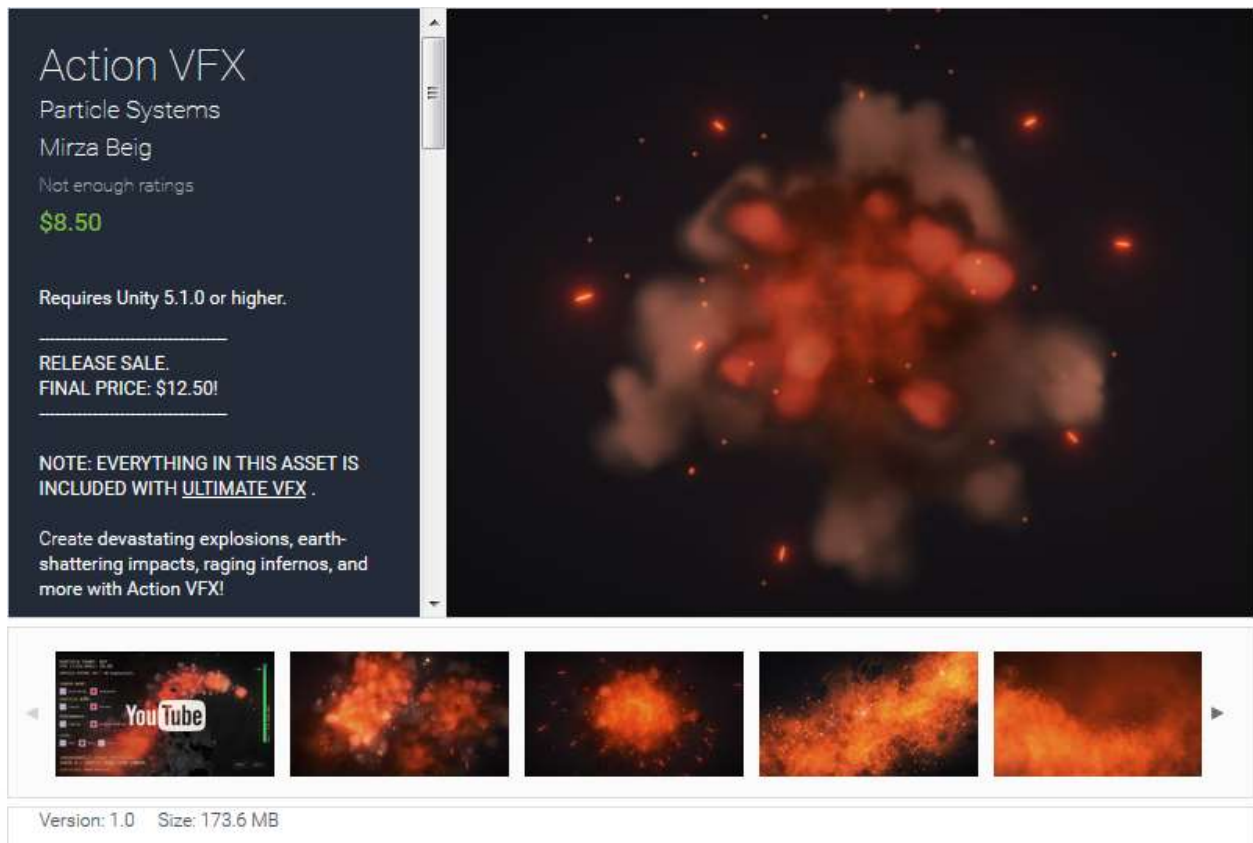 Action VFX
Particle Systems
Mirza Beig
Not enough ratings
$8.50
Requires Unity 5.1.0 or higher.
------------------------------------
RELEASE SALE.
FINAL PRICE: $12.50!
------------------------------------
NOTE: EVERYTHING IN THIS ASSET IS
INCLUDED WITH ULTIMATE VFX .
Create devastating explosions, earth-
shattering impacts, raging infernos, and
more with Action VFX!
YouTube
Version: 1.0 Size: 173.6 MB